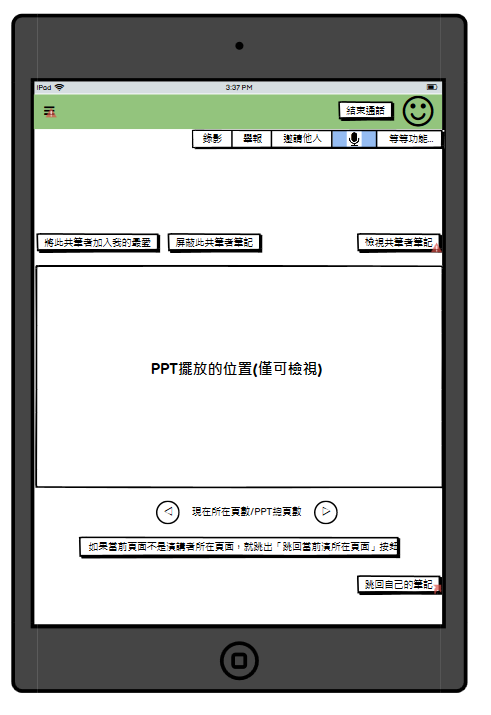 iPad
3:37 PM
結束通話
錄影 舉報 邀請他人 等等功能...
將此共筆者加入我的最愛 屏蔽此共筆者筆記 檢視共筆者筆記
PPT擺放的位置(僅可檢視)
現在所在頁數/PPT總頁數
如果當前頁面不是演講者所在頁面，就跳出「跳回當前演所在頁面」按鈕
跳回自己的筆記